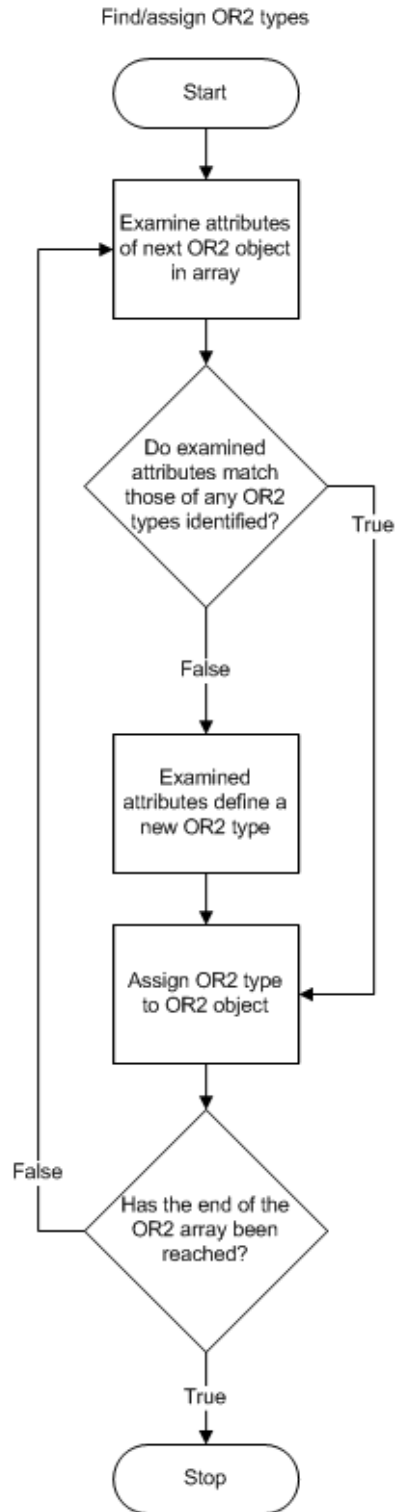 Find/assign OR2 types
Start
Examine attributes
of next OR2 object
in array
Do examined
attributes match
those of any OR2
types identified?
True
False
Examined
attributes define a
new OR2 type
Assign OR2 type
to OR2 object
False
Has the end of the
OR2 array been
reached?
True
Stop